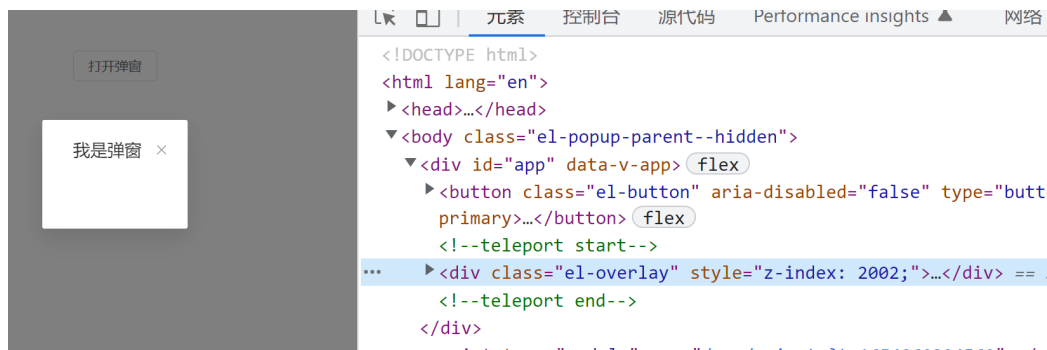 打开弹窗
我是弹窗 ×
元素 控制台 源代码 Performance insights 网络
<!DOCTYPE html>
<html lang="en">
<head>…</head>
<body class="el-popup-parent--hidden">
<div id="app" data-v-app> flex
<button class="el-button" aria-disabled="false" type="butt
primary>…</button> flex
<!--teleport start-->
<div class="el-overlay" style="z-index: 2002;">…</div> ==
<!--teleport end-->
</div>